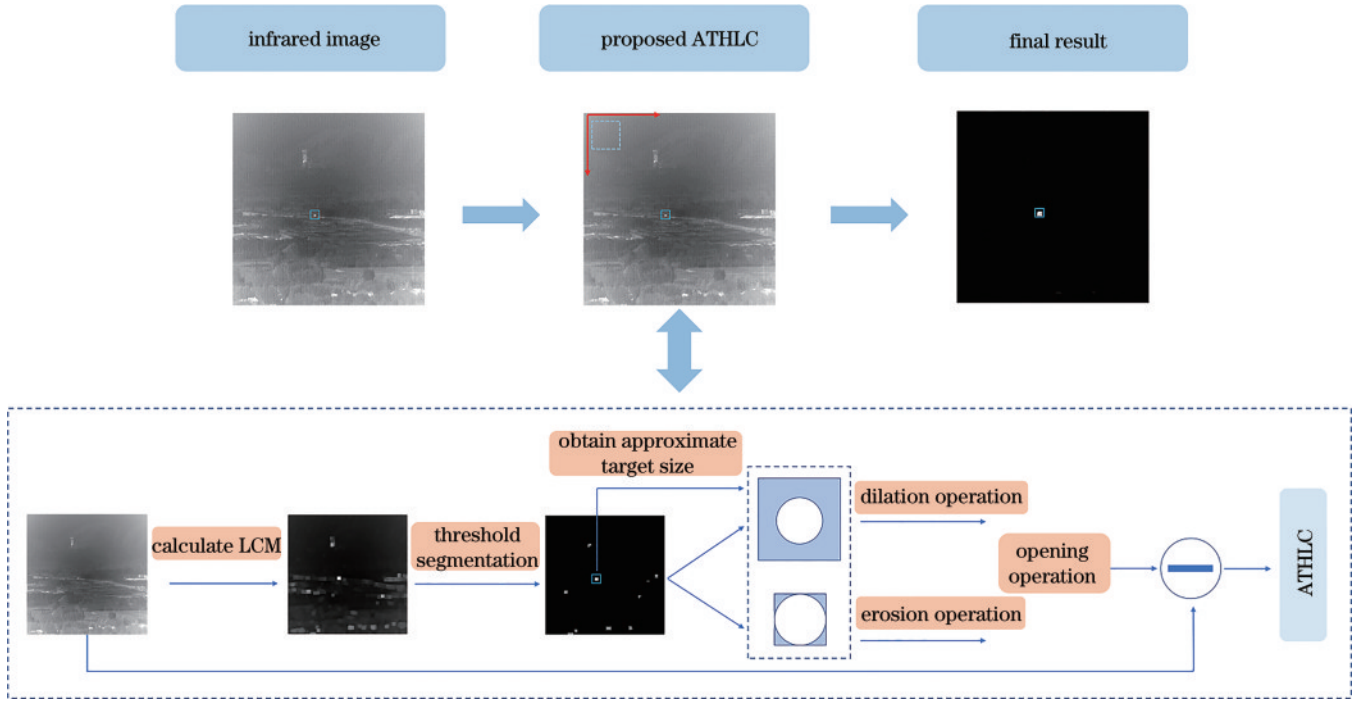 infrared image
proposed ATHLC
final result
obtain approximate
target size
dilation operation
calculate LCM
threshold
segmentation
opening
operation
erosion operation
ATHLC